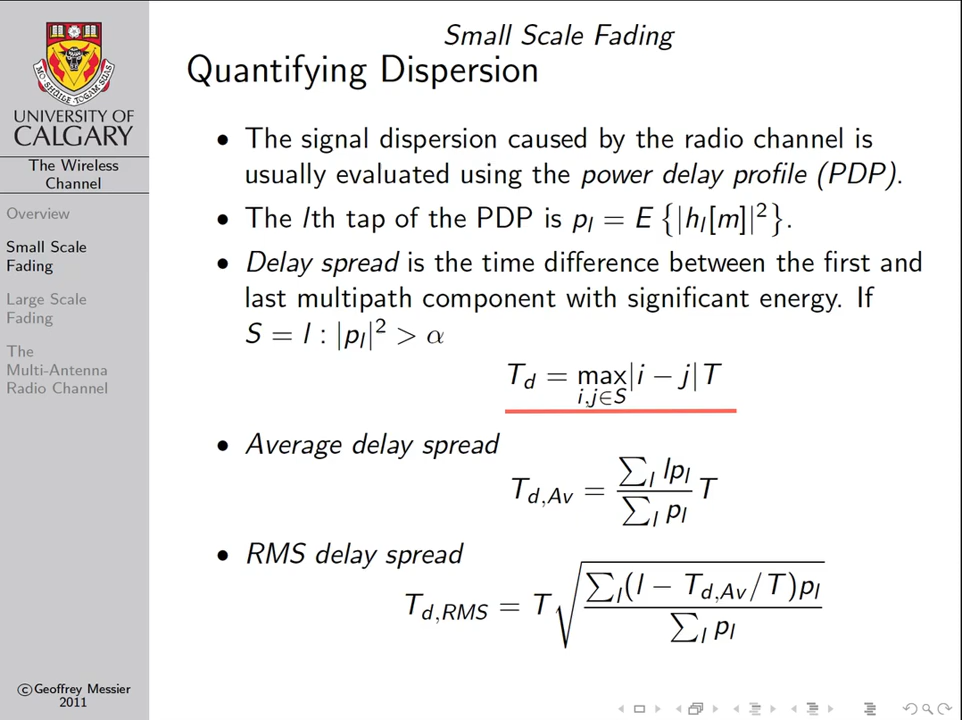 Small Scale Fading
Quantifying Dispersion
UNIVERSITY OF
CALGARY
The Wireless
Channel
Overview
Small Scale
Fading
Large Scale
Fading
The
Multi-Antenna
Radio Channel
• The signal dispersion caused by the radio channel is
usually evaluated using the power delay profile (PDP).
• The lth tap of the PDP is p_l = E {|h_l[m]|^2}.
• Delay spread is the time difference between the first and
last multipath component with significant energy. If
S = l : |p_l|^2 > α
T_d = max_{i,j∈S} |i − j| T
• Average delay spread
T_{d,Av} = \frac{∑_l lp_l}{∑_l p_l} T
• RMS delay spread
T_{d,RMS} = T \sqrt{\frac{∑_l (l − T_{d,Av}/T)p_l}{∑_l p_l}}
©Geoffrey Messier
2011